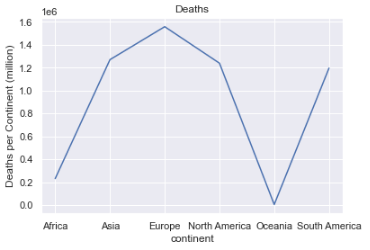 Deaths
1e6
Deaths per Continent (million)
1.6
1.4
1.2
1.0
0.8
0.6
0.4
0.2
0.0
Africa Asia Europe North America Oceania South America
continent